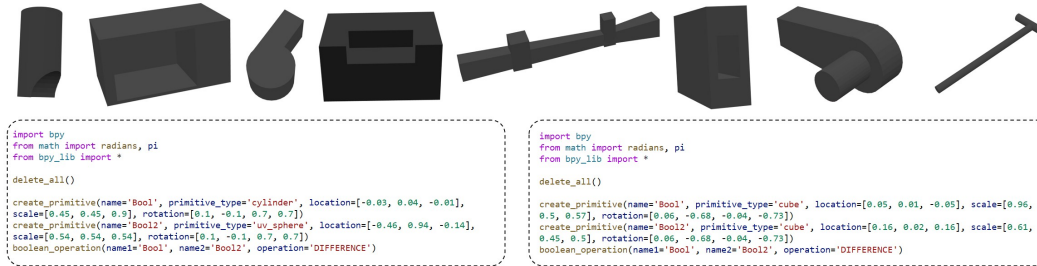 import bpy
from math import radians, pi
from bpy_lib import *
delete_all()
create_primitive(name='Bool', primitive_type='cylinder', location=[-0.03, 0.04, -0.01],
scale=[0.45, 0.45, 0.9], rotation=[0.1, -0.1, 0.7, 0.7])
create_primitive(name='Bool2', primitive_type='uv_sphere', location=[-0.46, 0.94, -0.14],
scale=[0.54, 0.54, 0.54], rotation=[0.1, -0.1, 0.7, 0.7])
boolean_operation(name1='Bool', name2='Bool2', operation='DIFFERENCE')
import bpy
from math import radians, pi
from bpy_lib import *
delete_all()
create_primitive(name='Bool', primitive_type='cube', location=[0.05, 0.01, -0.05], scale=[0.96,
0.5, 0.57], rotation=[0.06, -0.68, -0.04, -0.73])
create_primitive(name='Bool2', primitive_type='cube', location=[0.16, 0.02, 0.16], scale=[0.61,
0.45, 0.5], rotation=[0.06, -0.68, -0.04, -0.73])
boolean_operation(name1='Bool', name2='Bool2', operation='DIFFERENCE')